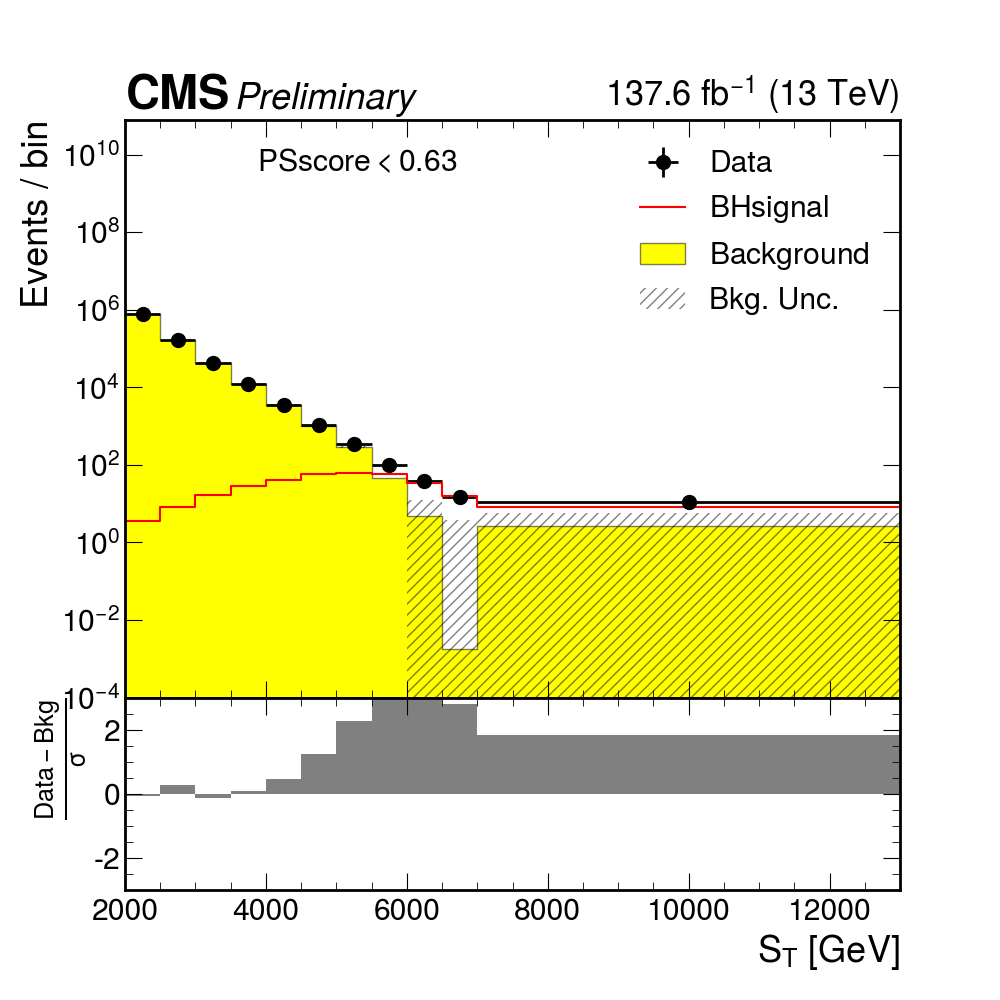 CMS Preliminary 137.6 fb⁻¹ (13 TeV)
Events / bin
PSscore < 0.63
Data
BHsignal
Background
Bkg. Unc.
10¹⁰
10⁸
10⁶
10⁴
10²
10⁰
10⁻²
10⁻⁴
Data – Bkg
σ
2
0
-2
2000 4000 6000 8000 10000 12000
S_T [GeV]